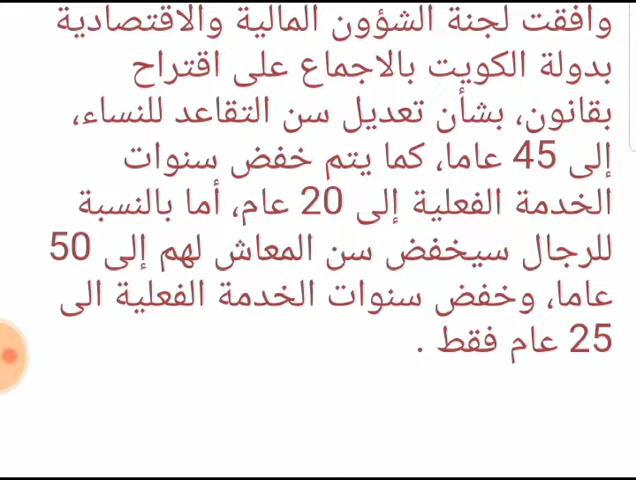 وافقت لجنة الشؤون المالية والاقتصادية
بدولة الكويت بالاجماع على اقتراح
بقانون، بشأن تعديل سن التقاعد للنساء،
إلى 45 عاما، كما يتم خفض سنوات
الخدمة الفعلية إلى 20 عام، أما بالنسبة
للرجال سيخفض سن المعاش لهم إلى 50
عاما، وخفض سنوات الخدمة الفعلية الى
25 عام فقط .